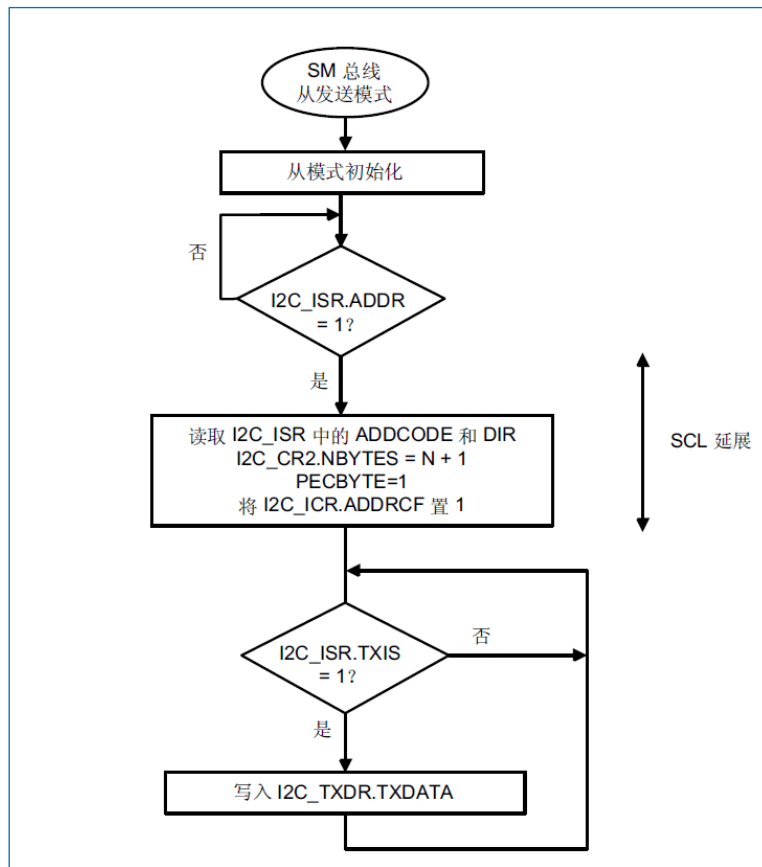 SM 总线
从发送模式
从模式初始化
否
I2C_ISR.ADDR
= 1?
是
读取 I2C_ISR 中的 ADDCODE 和 DIR
I2C_CR2.NBYTES = N + 1
PECBYTE=1
将 I2C_ICR.ADDRCF 置 1
SCL 延展
I2C_ISR.TXIS
= 1?
否
是
写入 I2C_TXDR.TXDATA